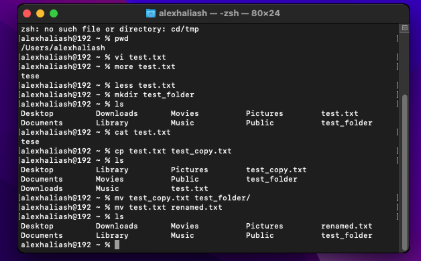 alexhaliash — -zsh — 80×24
zsh: no such file or directory: cd/tmp
alexhaliash@192 ~ % pwd
/Users/alexhaliash
alexhaliash@192 ~ % vi test.txt
alexhaliash@192 ~ % more test.txt
tese
alexhaliash@192 ~ % less test.txt
alexhaliash@192 ~ % mkdir test_folder
alexhaliash@192 ~ % ls
Desktop Downloads Movies Pictures test.txt
Documents Library Music Public test_folder
alexhaliash@192 ~ % cat test.txt
tese
alexhaliash@192 ~ % cp test.txt test_copy.txt
alexhaliash@192 ~ % ls
Desktop Library Pictures test_copy.txt
Documents Movies Public test_folder
Downloads Music test.txt
alexhaliash@192 ~ % mv test_copy.txt test_folder/
alexhaliash@192 ~ % mv test.txt renamed.txt
alexhaliash@192 ~ % ls
Desktop Downloads Movies Pictures renamed.txt
Documents Library Music Public test_folder
alexhaliash@192 ~ %